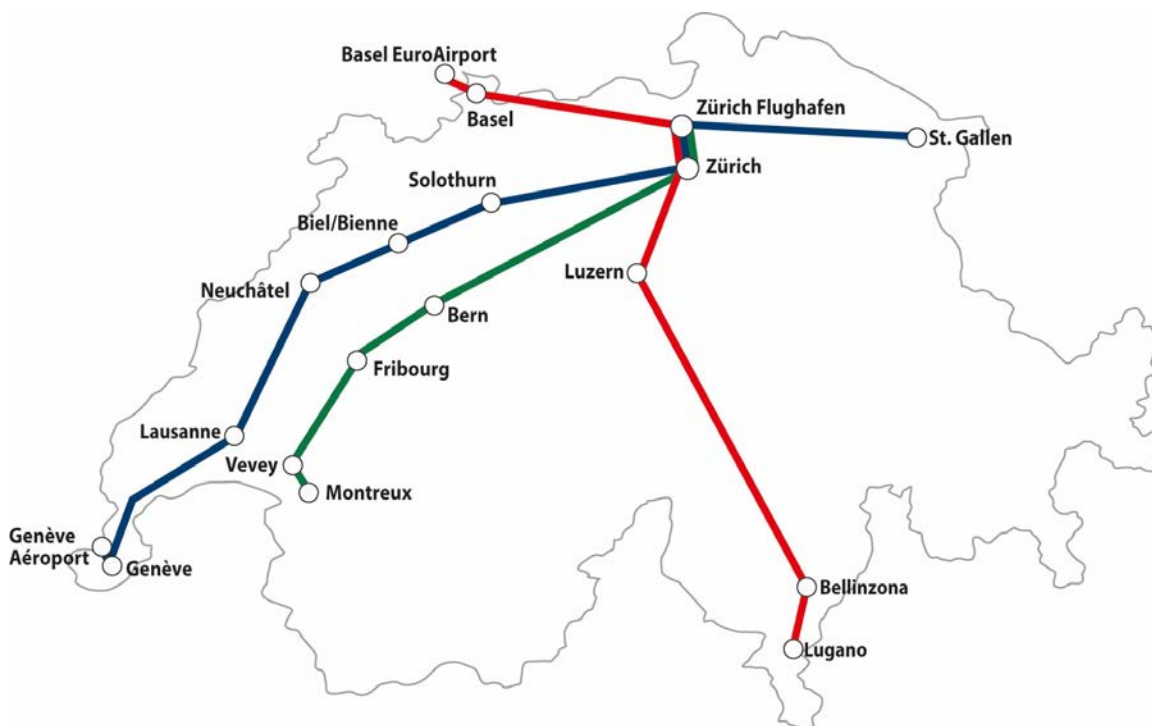 Basel EuroAirport
Basel
Zürich Flughafen
St. Gallen
Zürich
Solothurn
Biel/Bienne
Luzern
Neuchâtel
Bern
Fribourg
Lausanne
Vevey
Montreux
Genève
Aéroport
Genève
Bellinzona
Lugano